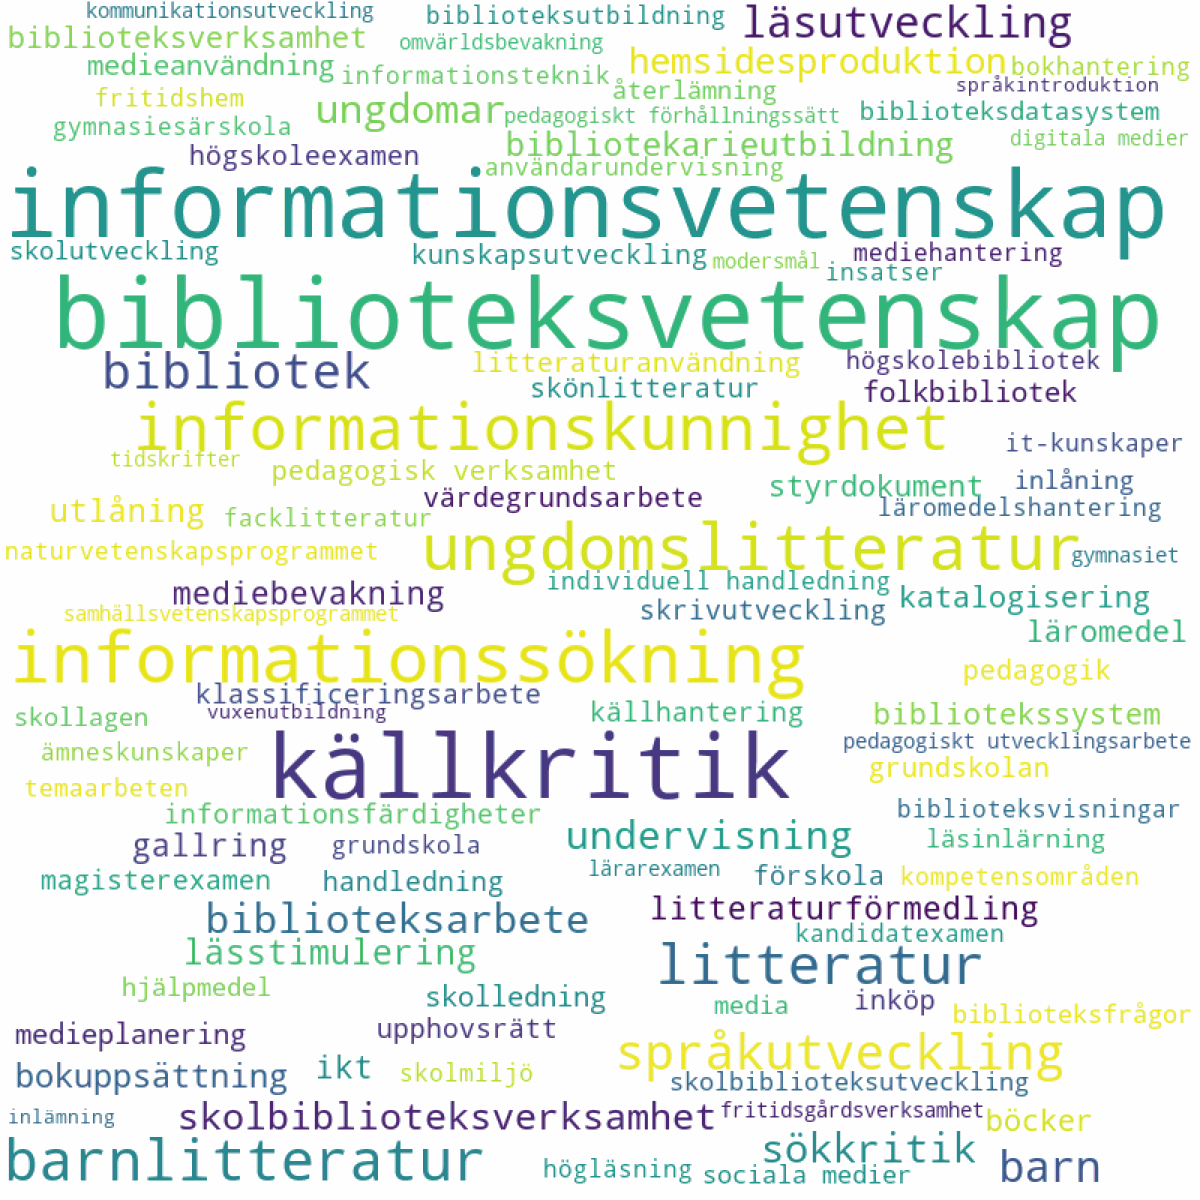 kommunikationsutveckling
biblioteksutbildning
läsutveckling
biblioteksverksamhet
omvärldsbevakning
hemsidesproduktion
bokhantering
medieanvändning
informationsteknik
språkintroduktion
fritidshem
ungdomar
återlämning
pedagogiskt förhållningssätt
biblioteksdatasystem
gymnasiesärskola
högskoleexamen
bibliotekarieutbildning
digitala medier
användarundervisning
informationsvetenskap
skolutveckling
kunskapsutveckling
modersmål
mediehantering
insatser
biblioteksvetenskap
bibliotek
litteraturanvändning
högskolebibliotek
skönlitteratur
folkbibliotek
informationskunnighet
it-kunskaper
tidskrifter
pedagogisk verksamhet
värdegrundsarbete
styrdokument
inlåning
utlåning
facklitteratur
läromedelshantering
naturvetenskapsprogrammet
ungdomslitteratur
gymnasiet
mediebevakning
individuell handledning
katalogisering
samhällsvetenskapsprogrammet
skrivutveckling
läromedel
informationssökning
pedagogik
klassificeringsarbete
skollagen
vuxenutbildning
källhantering
bibliotekssystem
ämneskunskaper
källkritik
pedagogiskt utvecklingsarbete
grundskolan
temaarbeten
informationsfärdigheter
biblioteksvisningar
gallring
grundskola
undervisning
läsinlärning
magisterexamen
handledning
lärarexamen
förskola
kompetensområden
biblioteksarbete
litteraturförmedling
kandidatexamen
lässtimulering
litteratur
hjälpmedel
skolledning
media
inköp
biblioteksfrågor
medieplanering
upphovsrätt
språkutveckling
bokuppsättning
ikt
skolmiljö
skolbiblioteksutveckling
inlämning
skolbiblioteksverksamhet
fritidsgårdsverksamhet
böcker
barnlitteratur
sökkritik
högläsning
sociala medier
barn